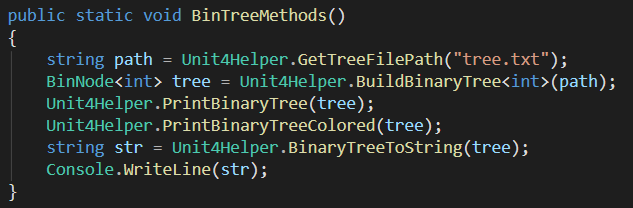 public static void BinTreeMethods()
{
    string path = Unit4Helper.GetTreeFilePath("tree.txt");
    BinNode<int> tree = Unit4Helper.BuildBinaryTree<int>(path);
    Unit4Helper.PrintBinaryTree(tree);
    Unit4Helper.PrintBinaryTreeColored(tree);
    string str = Unit4Helper.BinaryTreeToString(tree);
    Console.WriteLine(str);
}